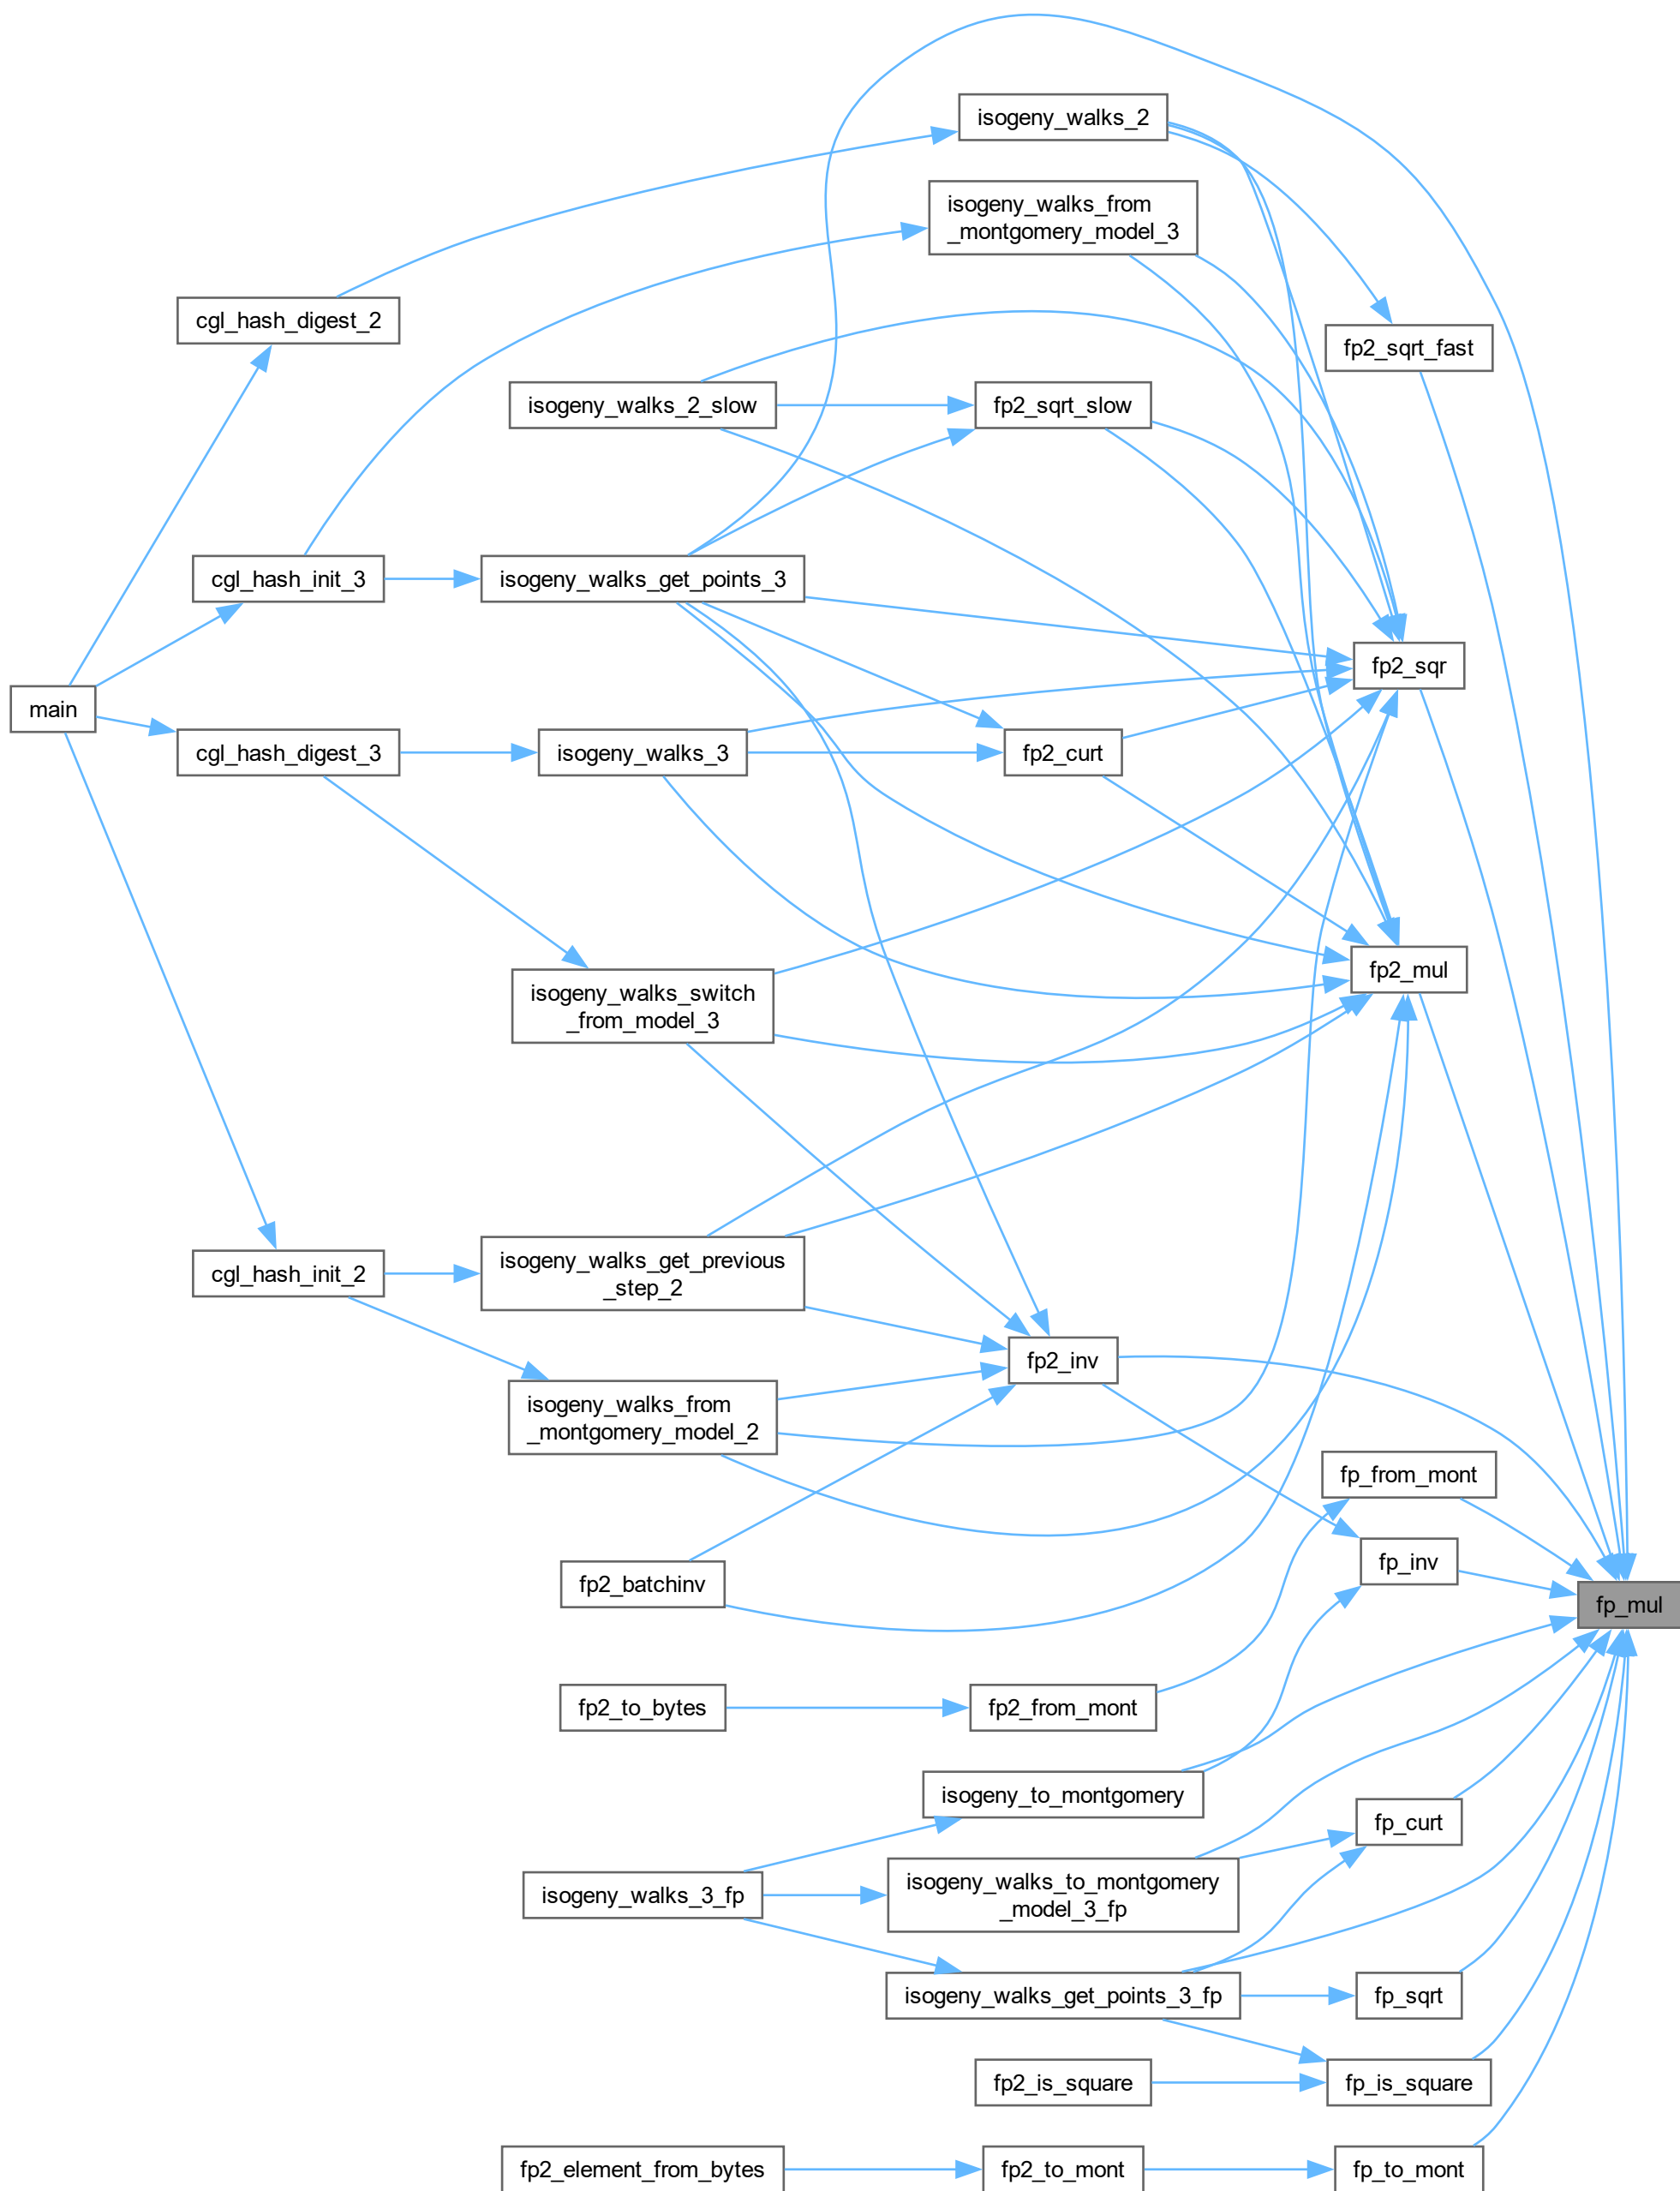 isogeny_walks_2
isogeny_walks_from
_montgomery_model_3
cgl_hash_digest_2
fp2_sqrt_fast
isogeny_walks_2_slow
fp2_sqrt_slow
cgl_hash_init_3
isogeny_walks_get_points_3
fp2_sqr
main
cgl_hash_digest_3
isogeny_walks_3
fp2_curt
fp2_mul
isogeny_walks_switch
_from_model_3
cgl_hash_init_2
isogeny_walks_get_previous
_step_2
fp2_inv
isogeny_walks_from
_montgomery_model_2
fp_from_mont
fp_inv
fp2_batchinv
fp_mul
fp2_to_bytes
fp2_from_mont
isogeny_to_montgomery
fp_curt
isogeny_walks_3_fp
isogeny_walks_to_montgomery
_model_3_fp
isogeny_walks_get_points_3_fp
fp_sqrt
fp2_is_square
fp_is_square
fp2_element_from_bytes
fp2_to_mont
fp_to_mont